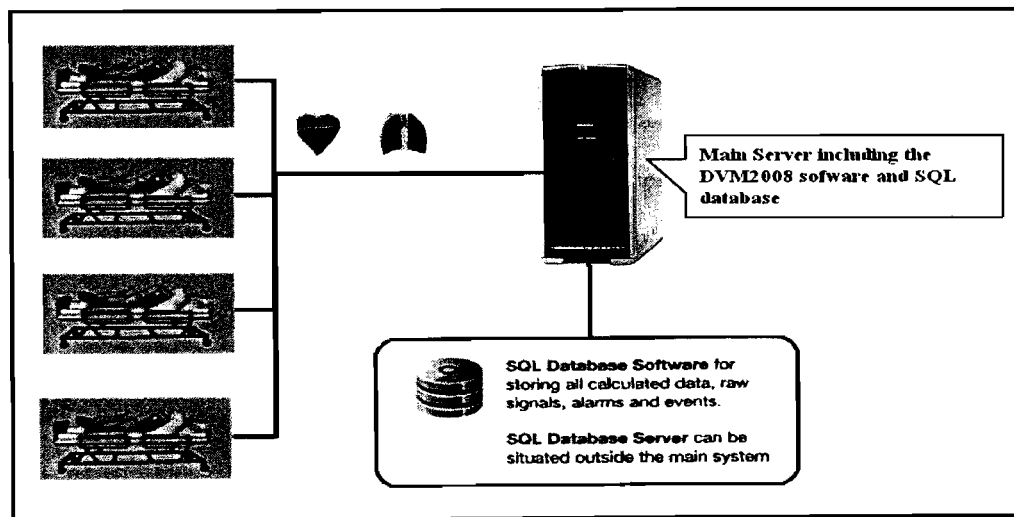 Main Server including the
DVM2008 sofware and SQL
database
SQL Database Software for
storing all calculated data, raw
signals, alarms and events.
SQL Database Server can be
situated outside the main system